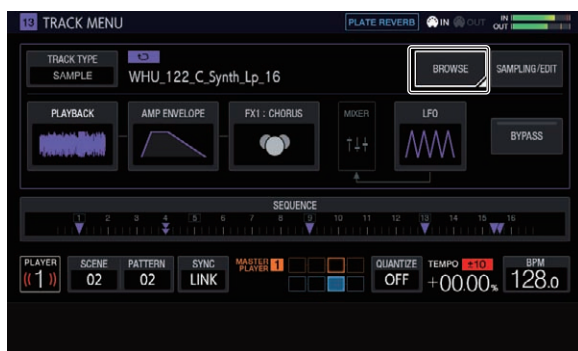 13 TRACK MENU PLATE REVERB IN OUT IN
OUT
TRACK TYPE
SAMPLE WHU_122_C_Synth_Lp_16 BROWSE SAMPLING/EDIT
PLAYBACK AMP ENVELOPE FX1 : CHORUS MIXER LFO
BYPASS
SEQUENCE
1 2 3 4 5 6 7 8 9 10 11 12 13 14 15 16
PLAYER SCENE PATTERN SYNC MASTER PLAYER 1 QUANTIZE TEMPO ±10 BPM
1 02 02 LINK OFF +00.00% 128.0